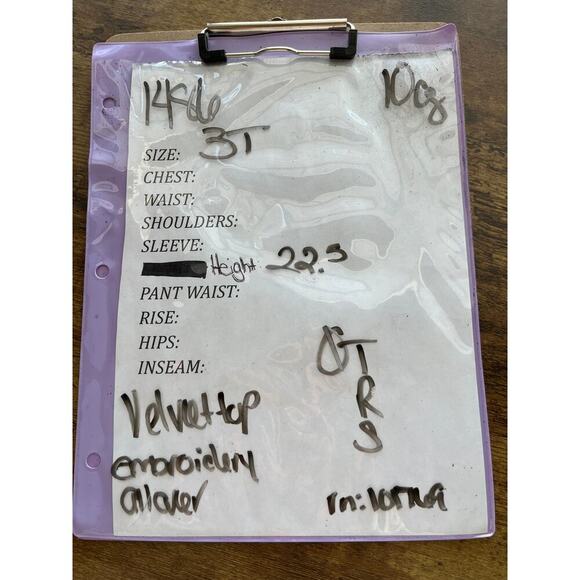 10oz
SIZE: 3T
CHEST:
WAIST:
SHOULDERS:
SLEEVE:
Height 22.5
PANT WAIST:
RISE:
HIPS:
INSEAM:
T
R
S
Velvet top
embroidery
allover